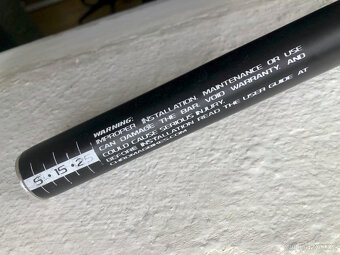 WARNING:
IMPROPER INSTALLATION, MAINTENANCE OR USE
CAN DAMAGE THE BAR, VOID WARRANTY AND
COULD CAUSE SERIOUS INJURY.
BEFORE INSTALLATION READ THE USER GUIDE AT
5 • 15 • 25